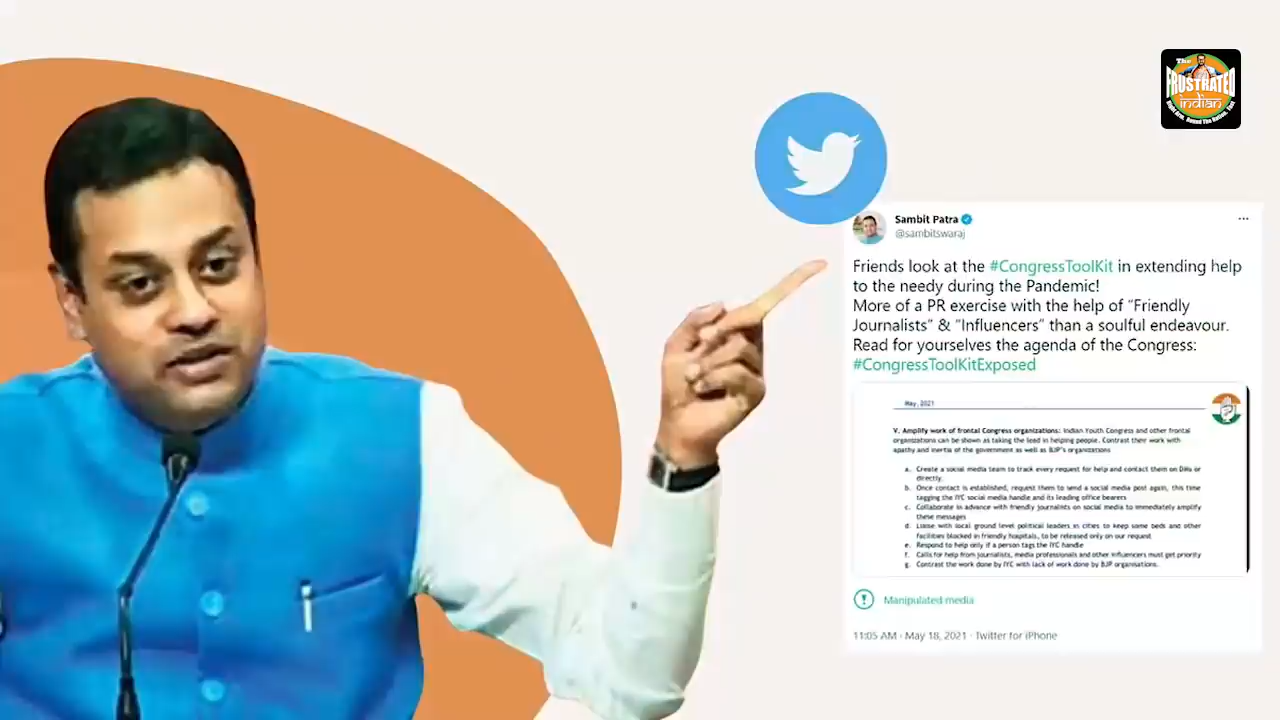 The
FRUSTRATED
indian
Sambit Patra
@sambitswaraj
Friends look at the #CongressToolKit in extending help
to the needy during the Pandemic!
More of a PR exercise with the help of “Friendly
Journalists” & “Influencers” than a soulful endeavour.
Read for yourselves the agenda of the Congress:
#CongressToolKitExposed
May, 2021
V. Amplify work of frontal Congress organizations: Indian Youth Congress and other frontal
organizations can be shown as taking the lead in helping people. Contrast their work with
apathy and inertia of the government as well as BJP's organizations
a. Create a social media team to track every request for help and contact them on DMs or
directly.
b. Once contact is established, request them to send a social media post again, this time
tagging the IYC social media handle and its leading office bearers
c. Collaborate in advance with friendly journalists on social media to immediately amplify
these messages
d. Liaise with local ground level political leaders in cities to keep some beds and other
facilities blocked in friendly hospitals, to be released only on our request
e. Respond to help only if a person tags the IYC handle
f. Calls for help from journalists, media professionals and other influencers must get priority
g. Contrast the work done by IYC with lack of work done by BJP organisations.
Manipulated media
11:05 AM · May 18, 2021 · Twitter for iPhone